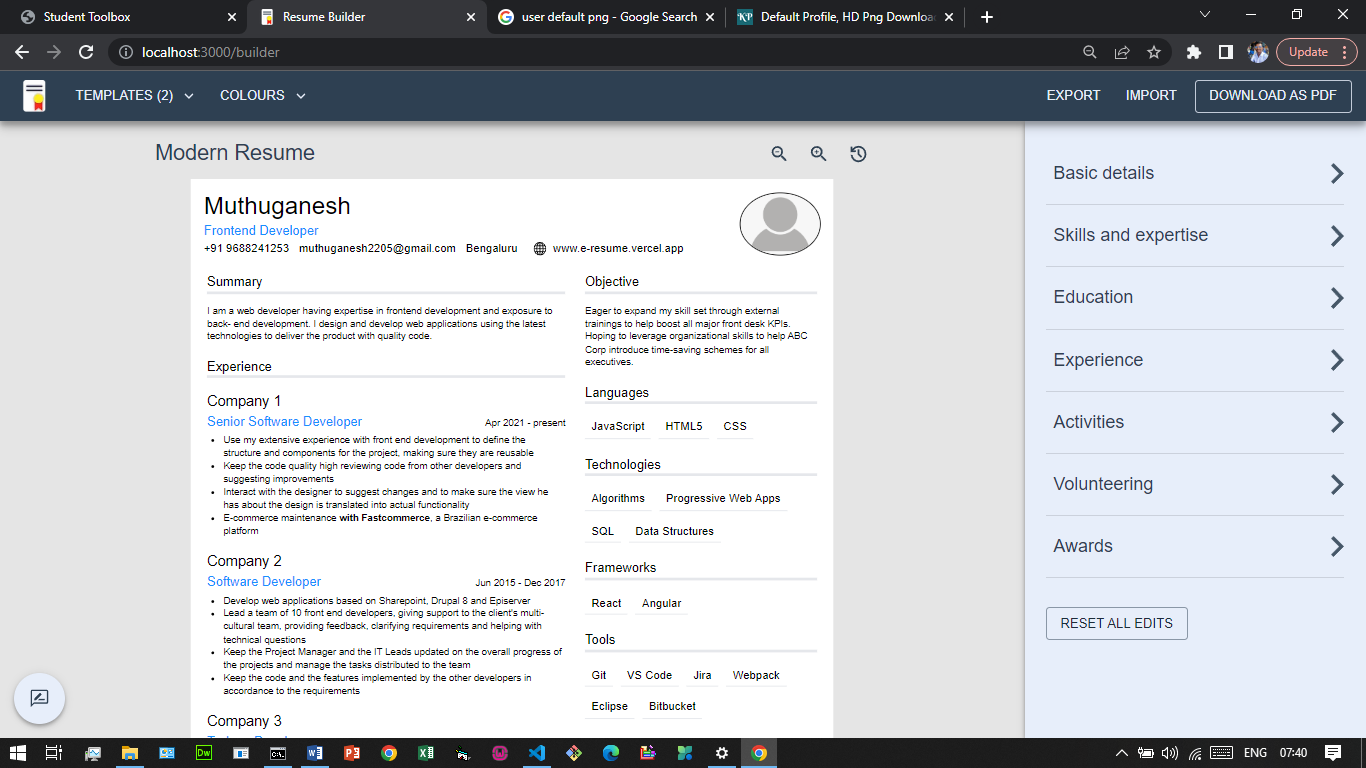 Student Toolbox
Resume Builder
user default png - Google Search
KP
Default Profile, HD Png Downloa
localhost:3000/builder
Update
TEMPLATES (2)
COLOURS
EXPORT
IMPORT
DOWNLOAD AS PDF
Modern Resume
Muthuganesh
Frontend Developer
+91 9688241253 muthuganesh2205@gmail.com Bengaluru www.e-resume.vercel.app
Summary
I am a web developer having expertise in frontend development and exposure to
back- end development. I design and develop web applications using the latest
technologies to deliver the product with quality code.
Experience
Company 1
Senior Software Developer
Apr 2021 - present
Use my extensive experience with front end development to define the
structure and components for the project, making sure they are reusable
Keep the code quality high reviewing code from other developers and
suggesting improvements
Interact with the designer to suggest changes and to make sure the view he
has about the design is translated into actual functionality
E-commerce maintenance with Fastcommerce, a Brazilian e-commerce
platform
Company 2
Software Developer
Jun 2015 - Dec 2017
Develop web applications based on Sharepoint, Drupal 8 and Episerver
Lead a team of 10 front end developers, giving support to the client's multi-
cultural team, providing feedback, clarifying requirements and helping with
technical questions
Keep the Project Manager and the IT Leads updated on the overall progress of
the projects and manage the tasks distributed to the team
Keep the code and the features implemented by the other developers in
accordance to the requirements
Company 3
Objective
Eager to expand my skill set through external
trainings to help boost all major front desk KPIs.
Hoping to leverage organizational skills to help ABC
Corp introduce time-saving schemes for all
executives.
Languages
JavaScript HTML5 CSS
Technologies
Algorithms Progressive Web Apps
SQL Data Structures
Frameworks
React Angular
Tools
Git VS Code Jira Webpack
Eclipse Bitbucket
Basic details
Skills and expertise
Education
Experience
Activities
Volunteering
Awards
RESET ALL EDITS
Dw
ENG
07:40